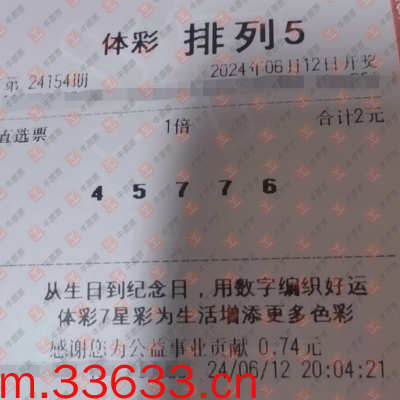 体彩 排列5
第 24154期 2024年06月12日开奖
直选票 1倍 合计2元
4 5 7 7 6
从生日到纪念日，用数字编织好运
体彩7星彩为生活增添更多色彩
感谢您为公益事业贡献 0.74元
24/06/12 20:04:21
m.33633.cn